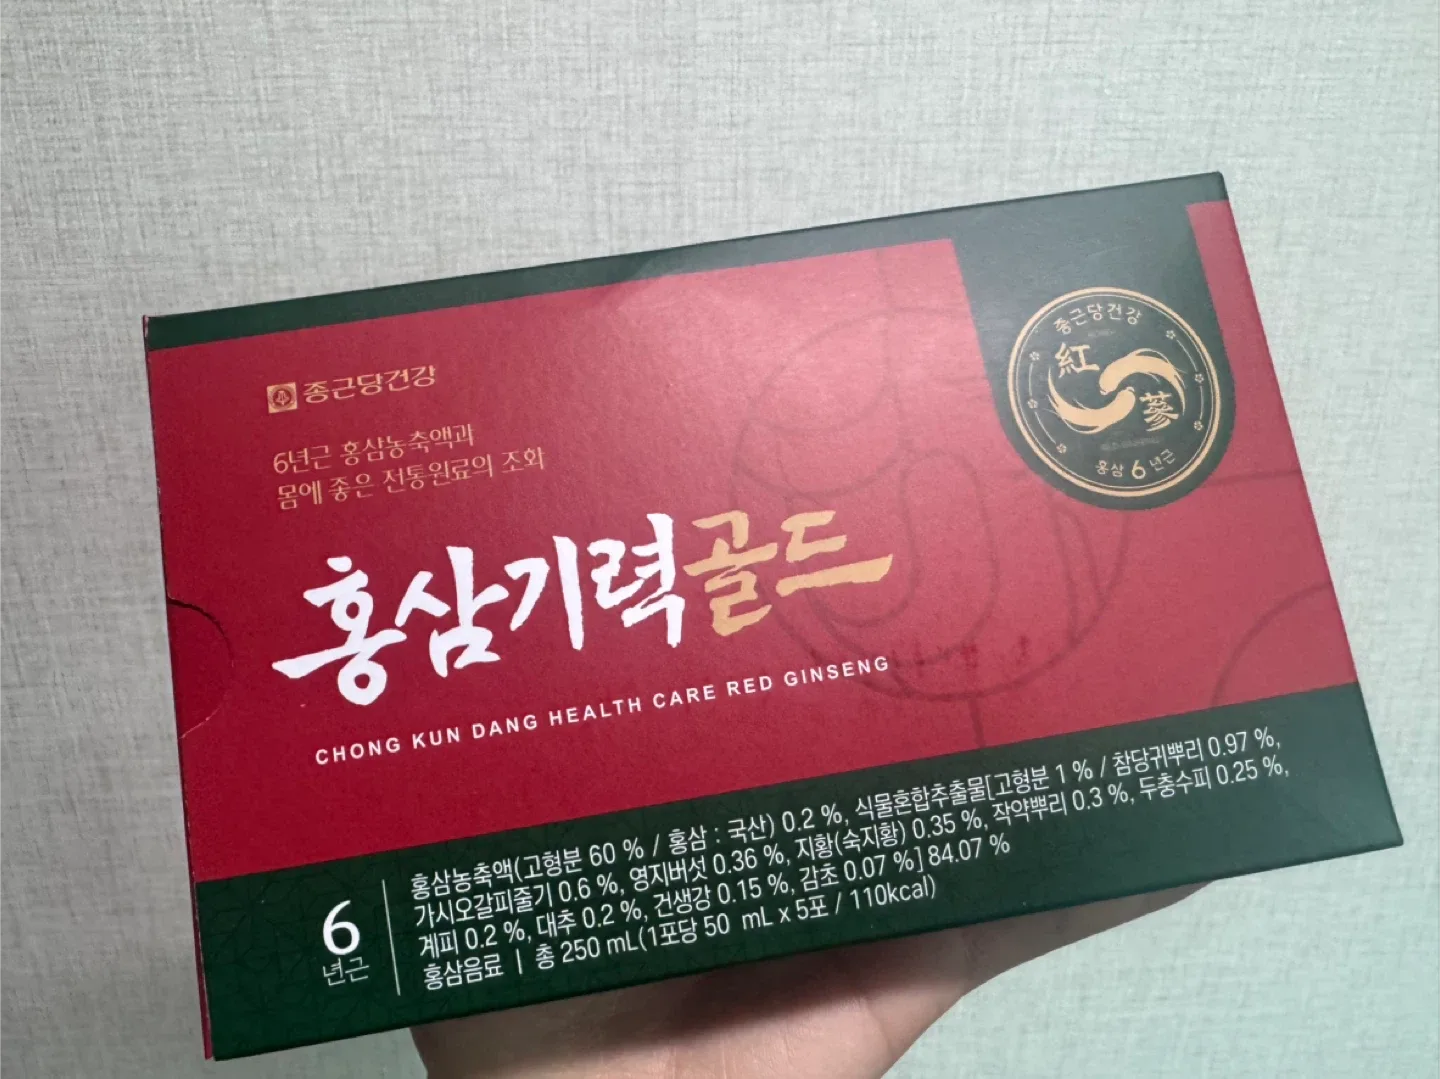 종근당건강
6년근 홍삼농축액과
몸에 좋은 전통원료의 조화
홍삼기력골드
CHONG KUN DANG HEALTH CARE RED GINSENG
종근당건강
紅
蔘
홍삼 6년근
6
년근
홍삼농축액(고형분 60 % / 홍삼 : 국산) 0.2 %, 식물혼합추출물[고형분 1 % / 참당귀뿌리 0.97 %,
가시오갈피줄기 0.6 %, 영지버섯 0.36 %, 지황(숙지황) 0.35 %, 작약뿌리 0.3 %, 두충수피 0.25 %,
계피 0.2 %, 대추 0.2 %, 건생강 0.15 %, 감초 0.07 %] 84.07 %
홍삼음료 | 총 250 mL(1포당 50 mL x 5포 / 110kcal)